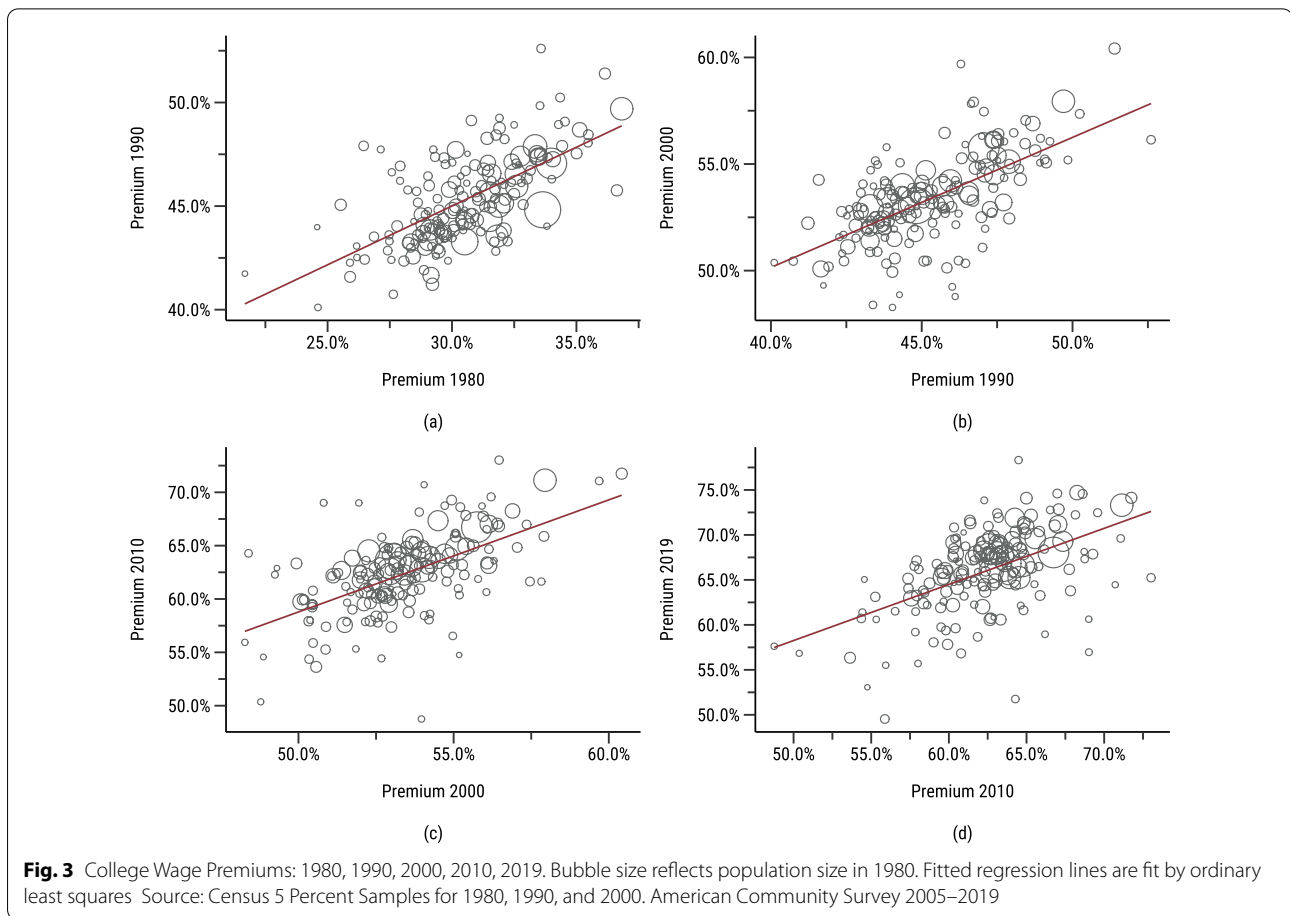 50.0%
45.0%
40.0%
Premium 1990
25.0% 30.0% 35.0%
Premium 1980
(a)
60.0%
55.0%
50.0%
Premium 2000
40.0% 45.0% 50.0%
Premium 1990
(b)
70.0%
65.0%
60.0%
55.0%
50.0%
Premium 2010
50.0% 55.0% 60.0%
Premium 2000
(c)
75.0%
70.0%
65.0%
60.0%
55.0%
50.0%
Premium 2019
50.0% 55.0% 60.0% 65.0% 70.0%
Premium 2010
(d)
Fig. 3 College Wage Premiums: 1980, 1990, 2000, 2010, 2019. Bubble size reflects population size in 1980. Fitted regression lines are fit by ordinary
least squares Source: Census 5 Percent Samples for 1980, 1990, and 2000. American Community Survey 2005–2019